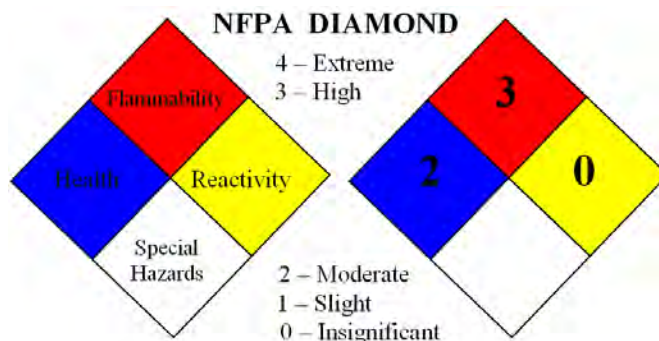 NFPA DIAMOND
4 – Extreme
3 – High
Flammability
Health
Reactivity
Special
Hazards
3
2
0
2 – Moderate
1 – Slight
0 – Insignificant